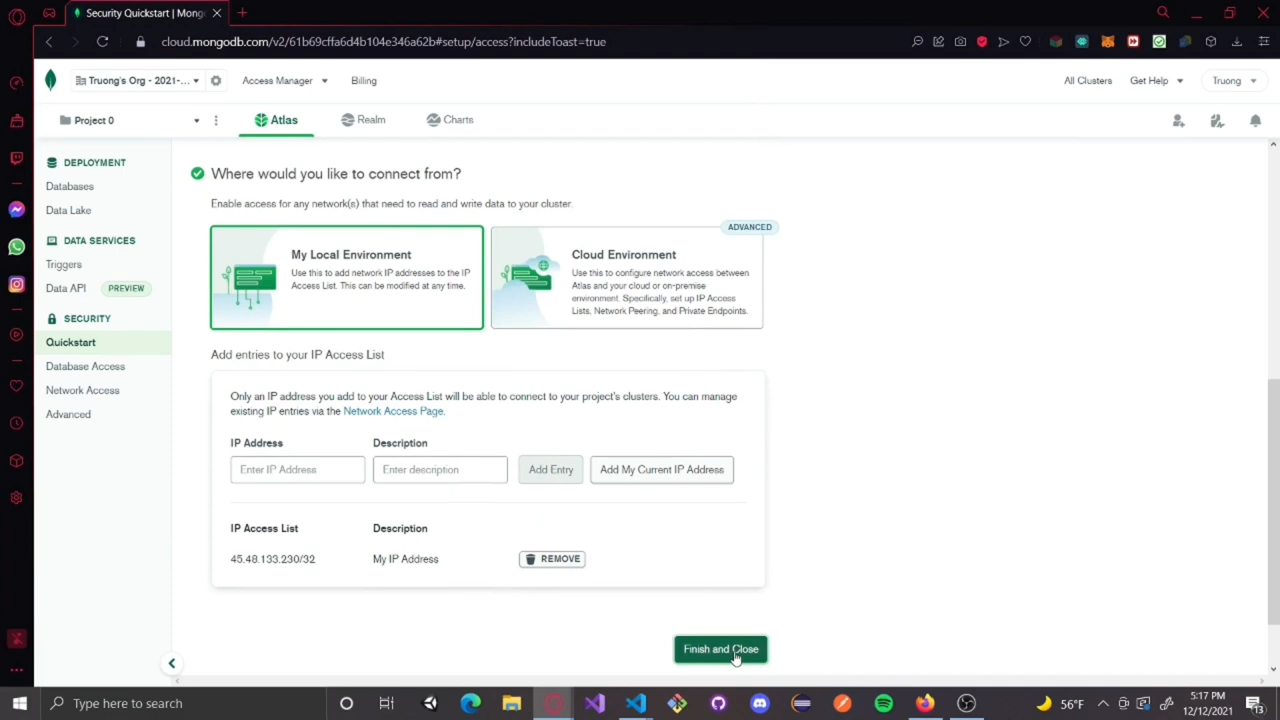 Security Quickstart | Mong
cloud.mongodb.com/v2/61b69cffa6d4b104e346a62b#setup/access?includeToast=true
Truong's Org - 2021-...
Access Manager
Billing
All Clusters
Get Help
Truong
Project 0
Atlas
Realm
Charts
DEPLOYMENT
Databases
Data Lake
DATA SERVICES
Triggers
Data API
PREVIEW
SECURITY
Quickstart
Database Access
Network Access
Advanced
Where would you like to connect from?
Enable access for any network(s) that need to read and write data to your cluster.
My Local Environment
Use this to add network IP addresses to the IP
Access List. This can be modified at any time.
ADVANCED
Cloud Environment
Use this to configure network access between
Atlas and your cloud or on-premise
environment. Specifically, set up IP Access
Lists, Network Peering, and Private Endpoints.
Add entries to your IP Access List
Only an IP address you add to your Access List will be able to connect to your project's clusters. You can manage
existing IP entries via the Network Access Page.
IP Address
Description
Enter IP Address
Enter description
Add Entry
Add My Current IP Address
IP Access List
Description
45.48.133.230/32
My IP Address
REMOVE
Finish and Close
Type here to search
56°F
5:17 PM
12/12/2021
13